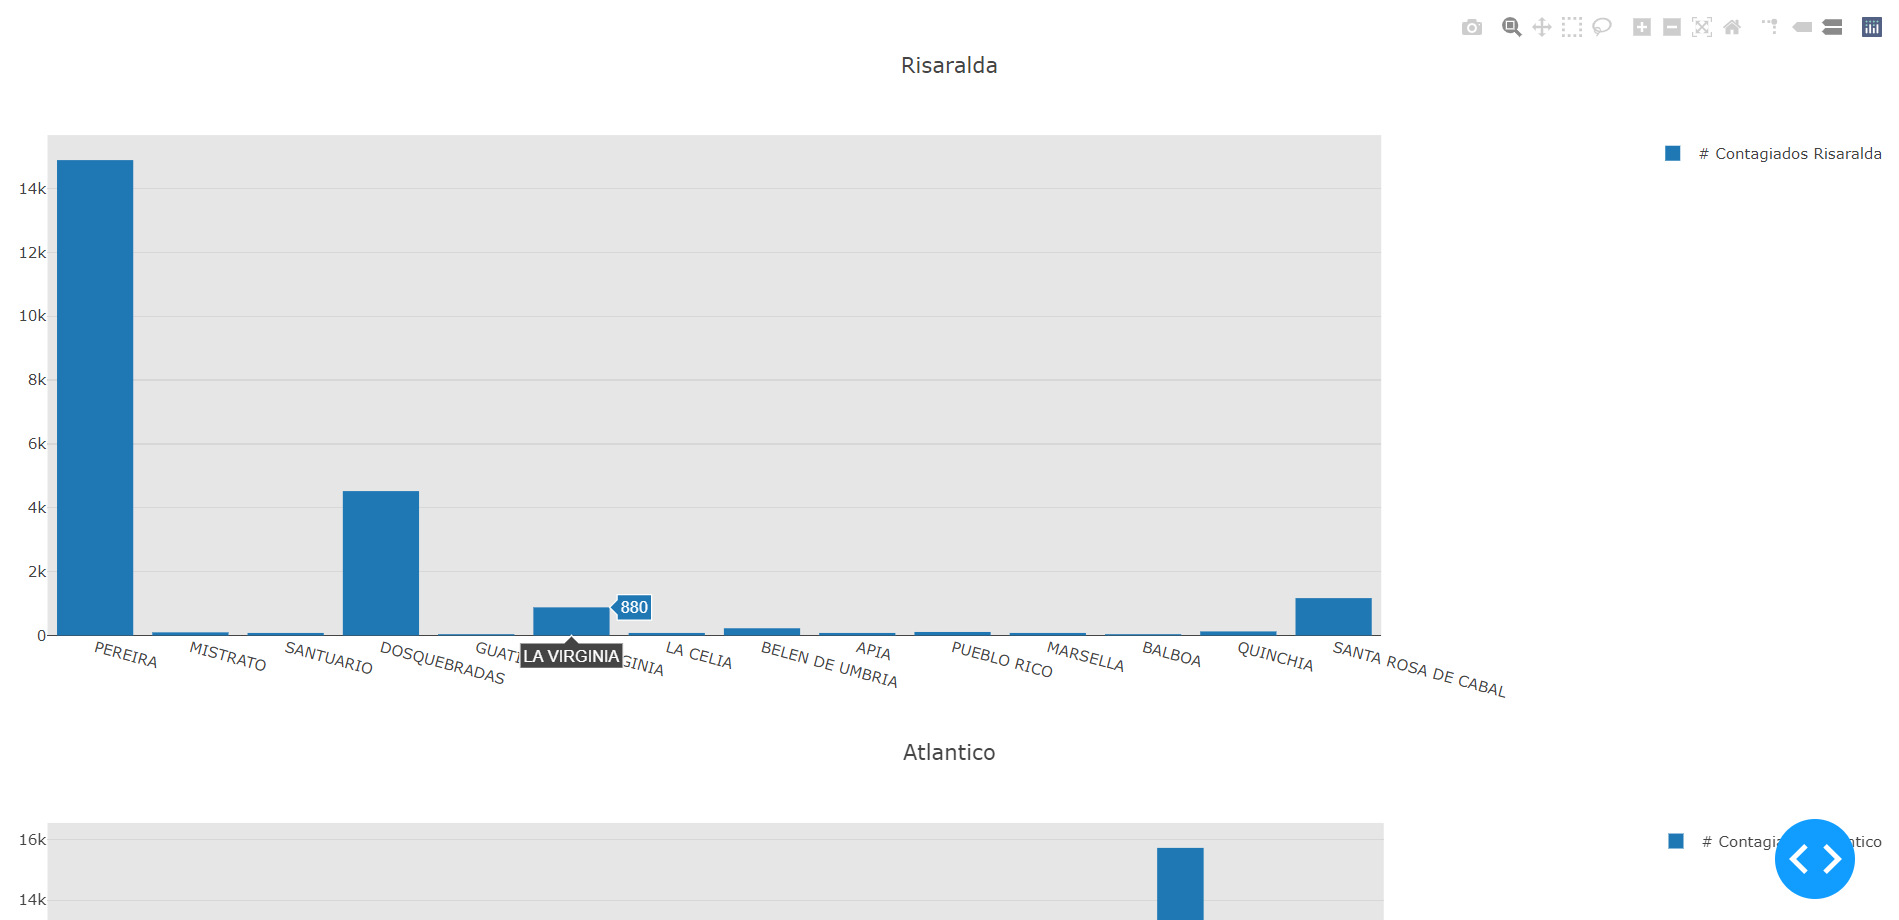 Risaralda
# Contagiados Risaralda
14k
12k
10k
8k
6k
4k
2k
0
880
PEREIRA
MISTRATO
SANTUARIO
DOSQUEBRADAS
LA VIRGINIA
LA CELIA
BELEN DE UMBRIA
APIA
PUEBLO RICO
MARSELLA
BALBOA
QUINCHIA
SANTA ROSA DE CABAL
Atlantico
#
16k
14k